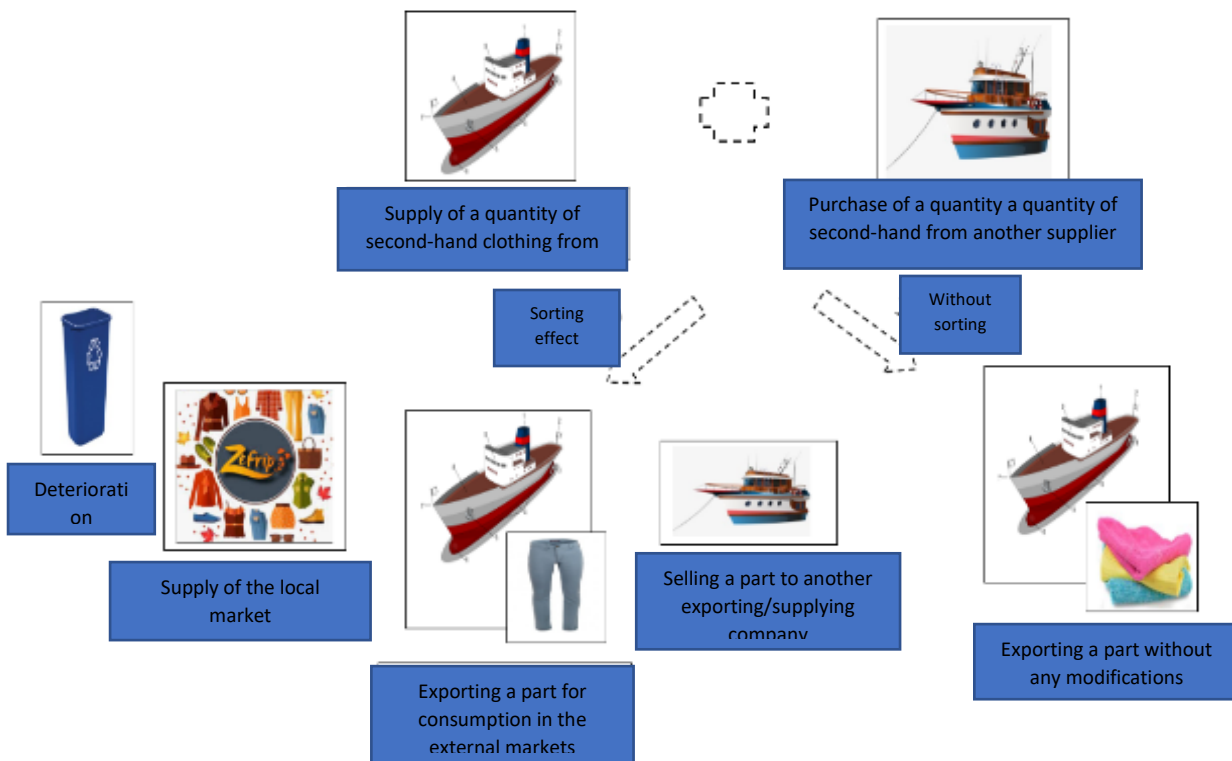 Supply of a quantity of
second-hand clothing from
Purchase of a quantity a quantity of
second-hand from another supplier
Sorting
effect
Without
sorting
Zefrip
Deteriorati
on
Supply of the local
market
Selling a part to another
exporting/supplying
company
Exporting a part without
any modifications
Exporting a part for
consumption in the
external markets